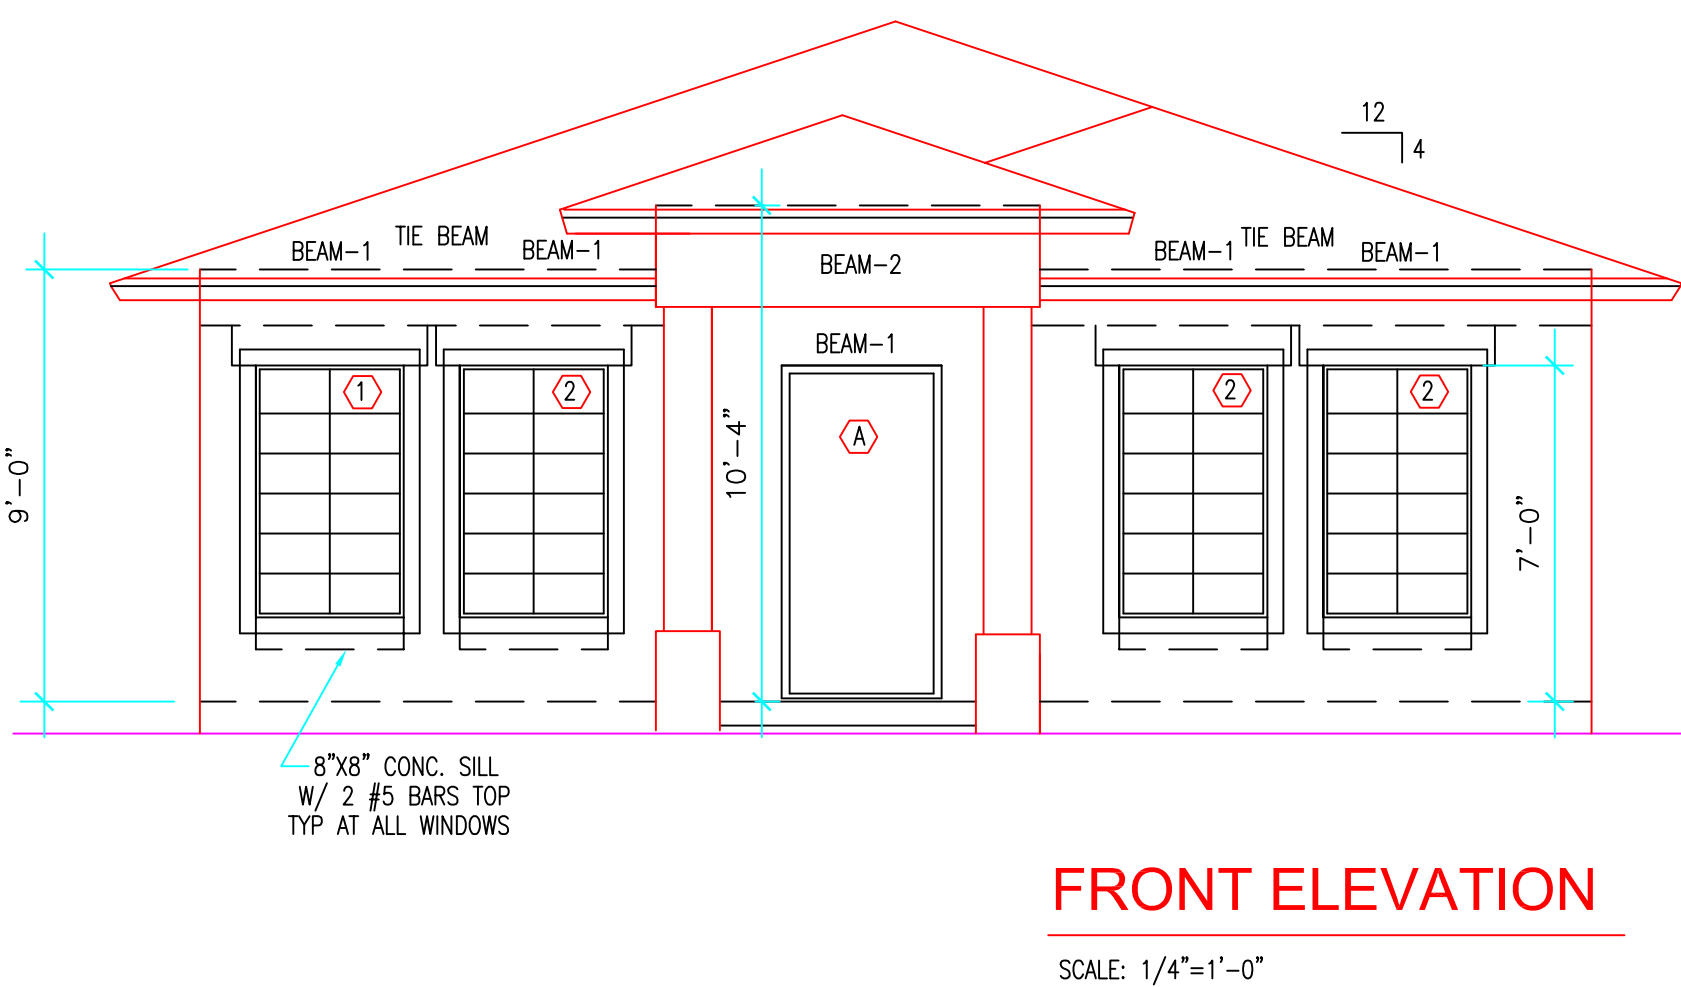 12
4
TIE BEAM
TIE BEAM
BEAM-1
BEAM-1
BEAM-2
BEAM-1
BEAM-1
BEAM-1
1
2
2
2
A
9'-0"
10'-4"
7'-0"
8"X8" CONC. SILL
W/ 2 #5 BARS TOP
TYP AT ALL WINDOWS
FRONT ELEVATION
SCALE: 1/4"=1'-0"